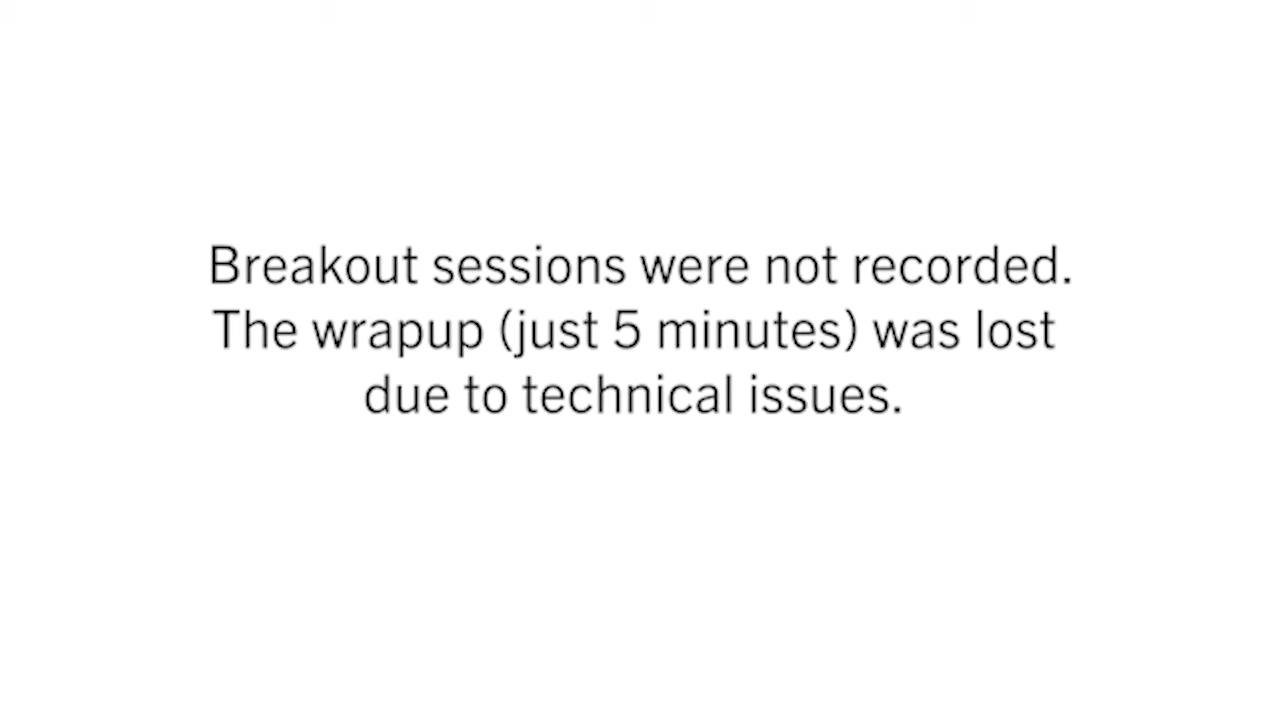 Breakout sessions were not recorded.
The wrapup (just 5 minutes) was lost
due to technical issues.